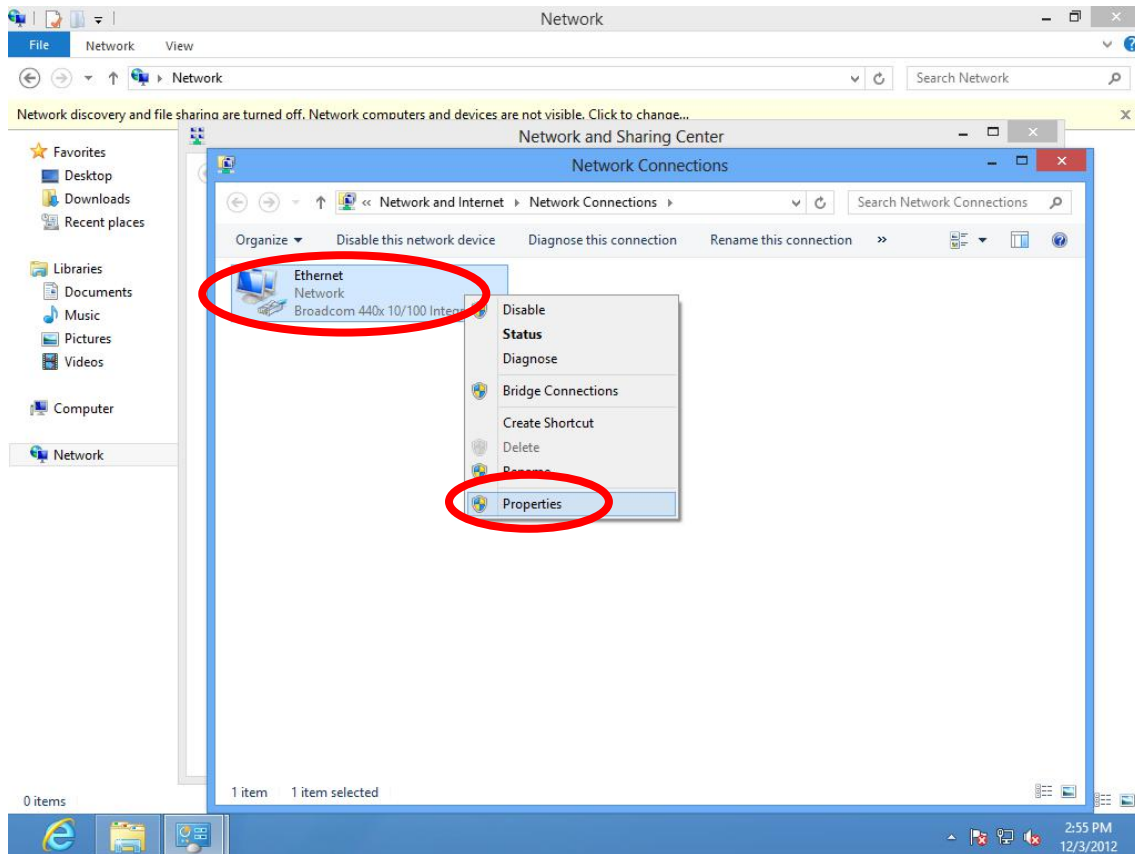 Network
File Network View
Network
Search Network
Network discovery and file sharing are turned off. Network computers and devices are not visible. Click to change...
Network and Sharing Center
Network Connections
Favorites
Desktop
Downloads
Recent places
Libraries
Documents
Music
Pictures
Videos
Computer
Network
« Network and Internet Network Connections
Search Network Connections
Organize Disable this network device Diagnose this connection Rename this connection »
Ethernet
Network
Broadcom 440x 10/100
Disable
Status
Diagnose
Bridge Connections
Create Shortcut
Delete
Rename
Properties
1 item 1 item selected
0 items
2:55 PM
12/3/2012